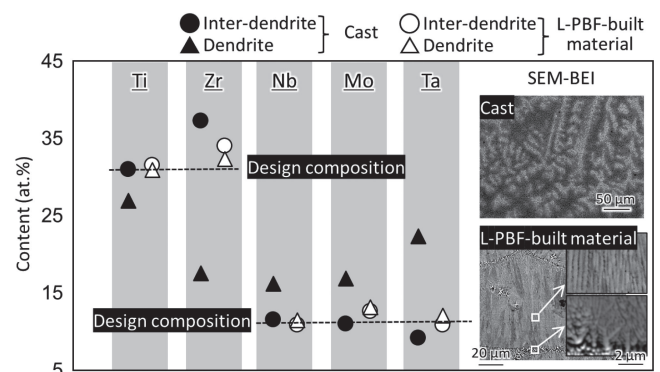 Inter-dendrite
Dendrite
Cast
Inter-dendrite
Dendrite
L-PBF-built
material
Content (at.%)
45
35
25
15
5
Ti
Zr
Nb
Mo
Ta
Design composition
Design composition
SEM-BEI
Cast
50 μm
L-PBF-built material
20 μm
2 μm